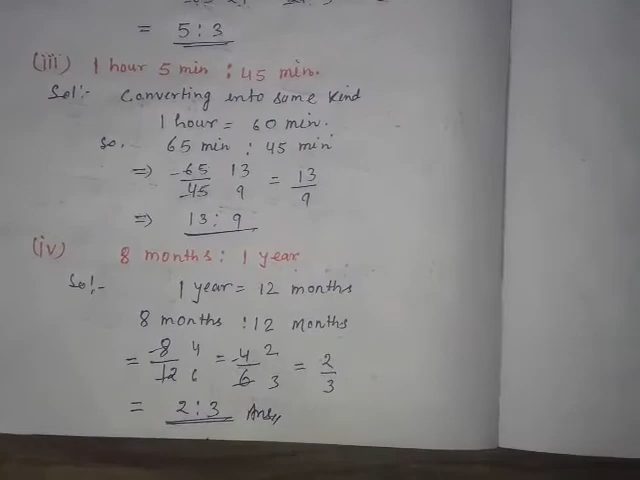 = 5 : 3
(iii) 1 hour 5 min : 45 min.
Sol:- Converting into same kind
1 hour = 60 min.
So. 65 min : 45 min
=> 65/45 13/9 = 13/9
=> 13 : 9
(iv) 8 months : 1 year
Sol:- 1 year = 12 months
8 months : 12 months
= 8/12 4/6 = 4/6 2/3 = 2/3
= 2 : 3 Ans,,